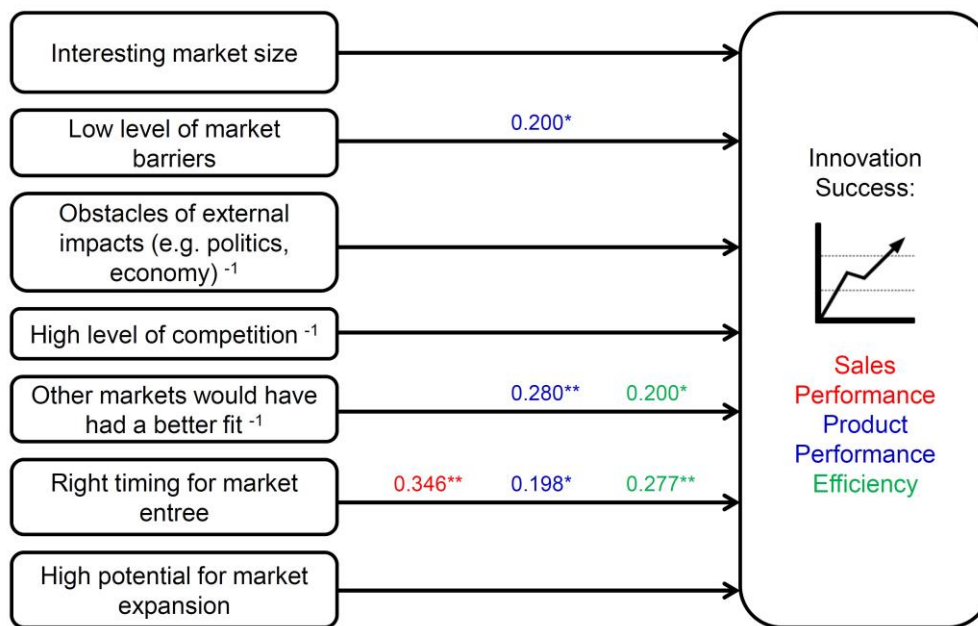 Interesting market size
Low level of market
barriers
0.200*
Obstacles of external
impacts (e.g. politics,
economy) -1
High level of competition -1
Other markets would have
had a better fit -1
0.280** 0.200*
Right timing for market
entree
0.346** 0.198* 0.277**
High potential for market
expansion
Innovation
Success:
Sales
Performance
Product
Performance
Efficiency